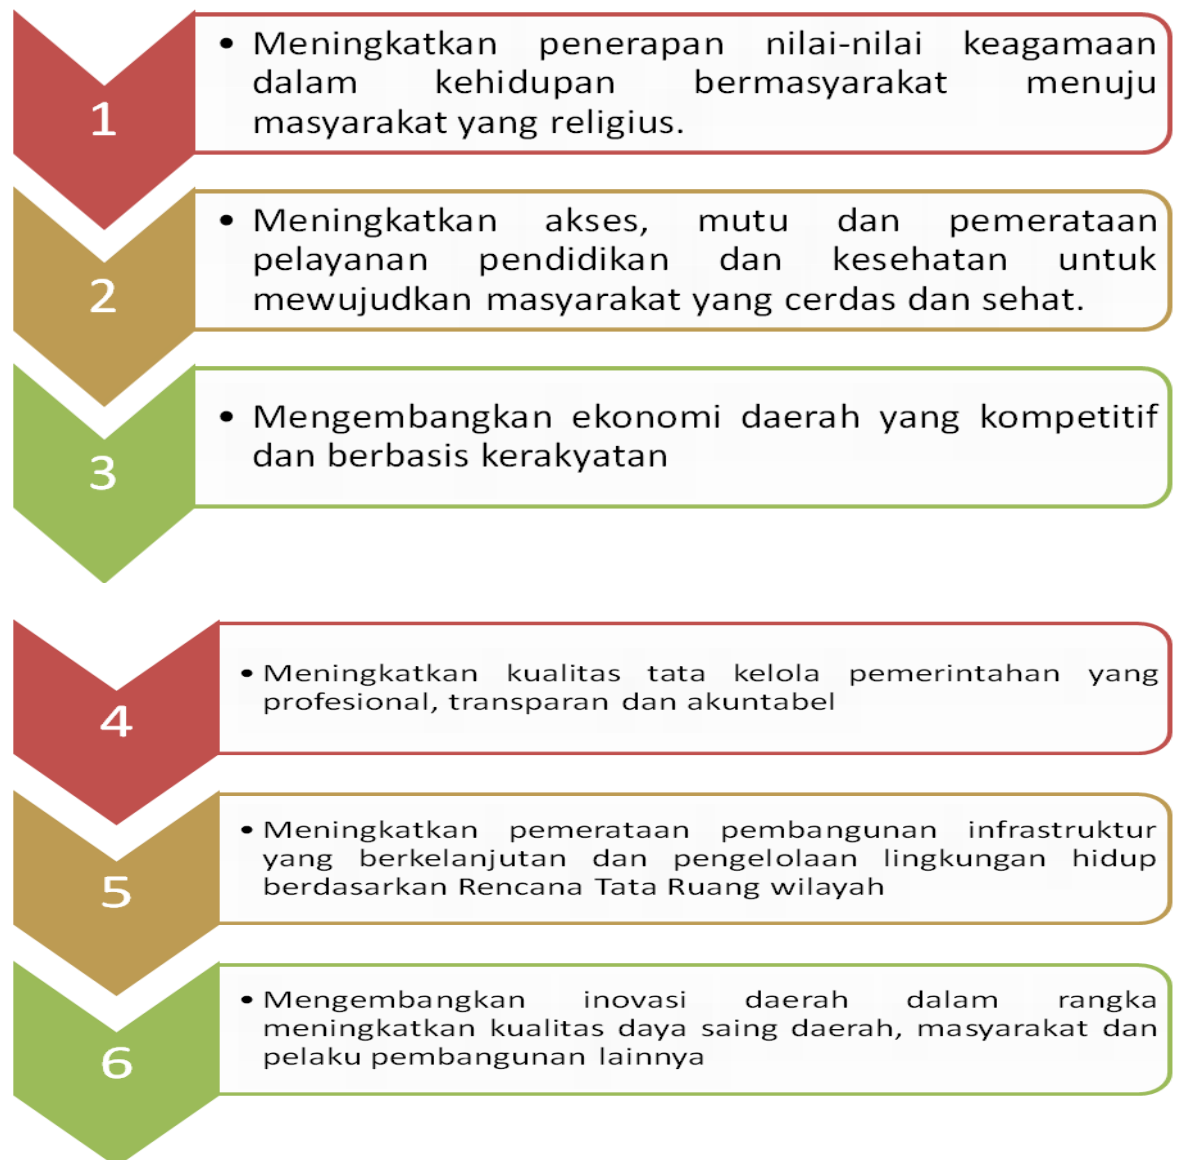 1
• Meningkatkan penerapan nilai-nilai keagamaan
dalam kehidupan bermasyarakat menuju
masyarakat yang religius.
2
• Meningkatkan akses, mutu dan pemerataan
pelayanan pendidikan dan kesehatan untuk
mewujudkan masyarakat yang cerdas dan sehat.
3
• Mengembangkan ekonomi daerah yang kompetitif
dan berbasis kerakyatan
4
• Meningkatkan kualitas tata kelola pemerintahan yang
profesional, transparan dan akuntabel
5
• Meningkatkan pemerataan pembangunan infrastruktur
yang berkelanjutan dan pengelolaan lingkungan hidup
berdasarkan Rencana Tata Ruang wilayah
6
• Mengembangkan inovasi daerah dalam rangka
meningkatkan kualitas daya saing daerah, masyarakat dan
pelaku pembangunan lainnya